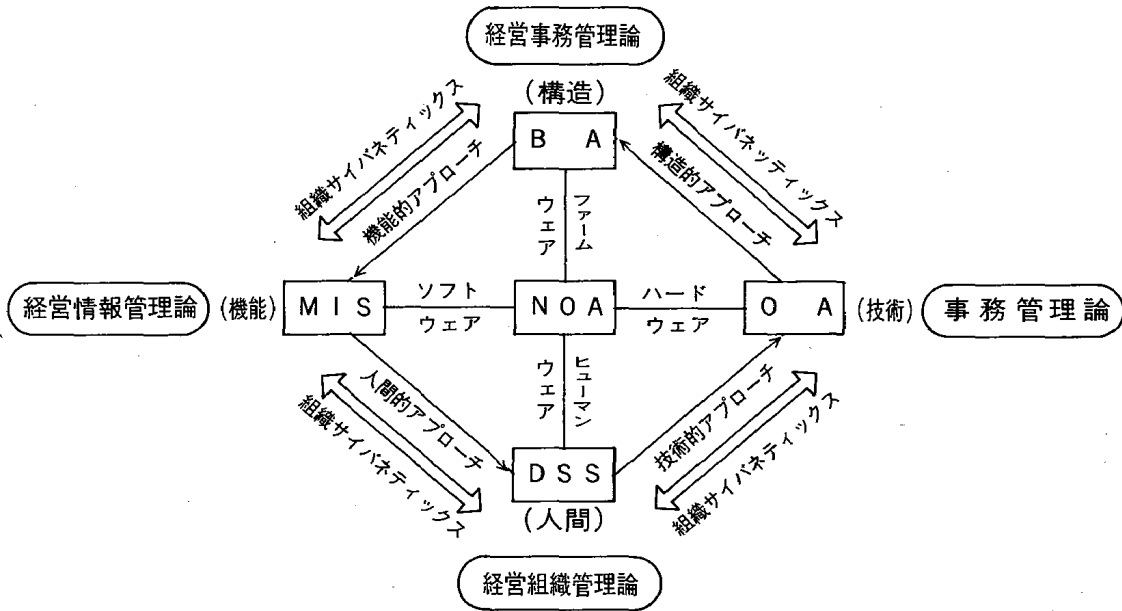 経営事務管理論
(構造)
B A
組織サイバネティックス
機能的アプローチ
組織サイバネッティックス
構造的アプローチ
ファーム
ウェア
経営情報管理論
(機能)
MIS
ソフト
ウェア
NOA
ハード
ウェア
O A
(技術)
事務管理論
ヒューマン
ウェア
人間的アプローチ
組織サイバネティックス
技術的アプローチ
組織サイバネティックス
DSS
(人間)
経営組織管理論